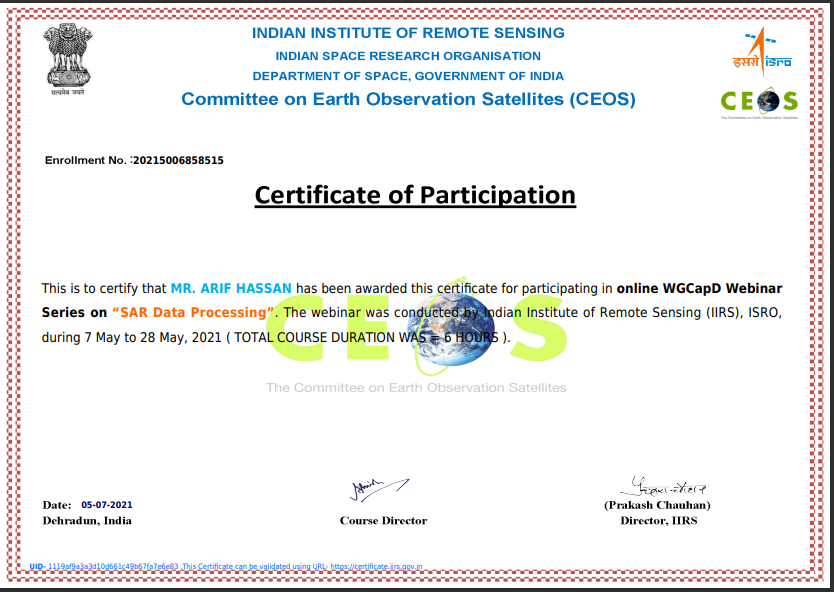 INDIAN INSTITUTE OF REMOTE SENSING
INDIAN SPACE RESEARCH ORGANISATION
DEPARTMENT OF SPACE, GOVERNMENT OF INDIA
Committee on Earth Observation Satellites (CEOS)
सत्यमेव जयते
इसरो isro
CEOS
The Committee on Earth Observation Satellites
Enrollment No. :20215006858515
Certificate of Participation
This is to certify that MR. ARIF HASSAN has been awarded this certificate for participating in online WGCapD Webinar
Series on “SAR Data Processing”. The webinar was conducted by Indian Institute of Remote Sensing (IIRS), ISRO,
during 7 May to 28 May, 2021 ( TOTAL COURSE DURATION WAS = 6 HOURS ).
CEOS
The Committee on Earth Observation Satellites
Date: 05-07-2021
Dehradun, India
Course Director
(Prakash Chauhan)
Director, IIRS
UID- 1119af9a3a3d10d661c49b67fa7e6e83 ,This Certificate can be validated using URL- https://certificate.iirs.gov.in